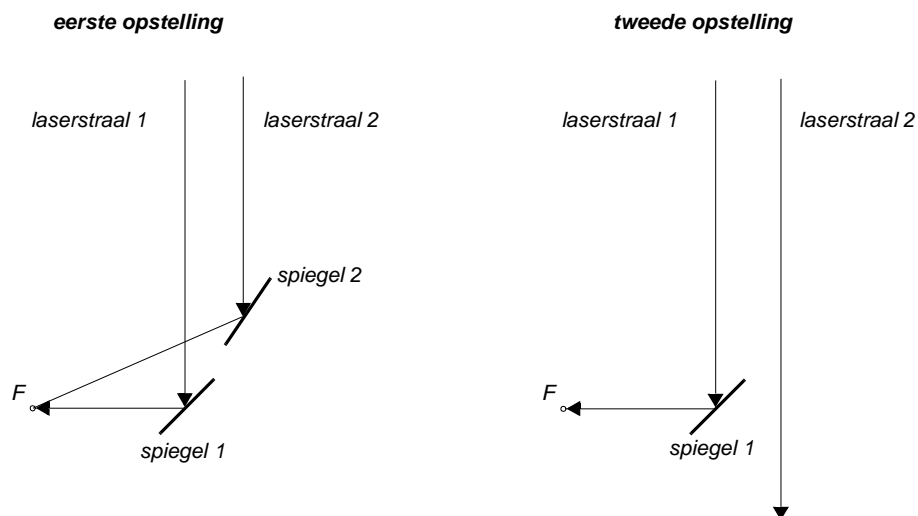 eerste opstelling
laserstraal 1
laserstraal 2
spiegel 2
F
spiegel 1
tweede opstelling
laserstraal 1
laserstraal 2
F
spiegel 1